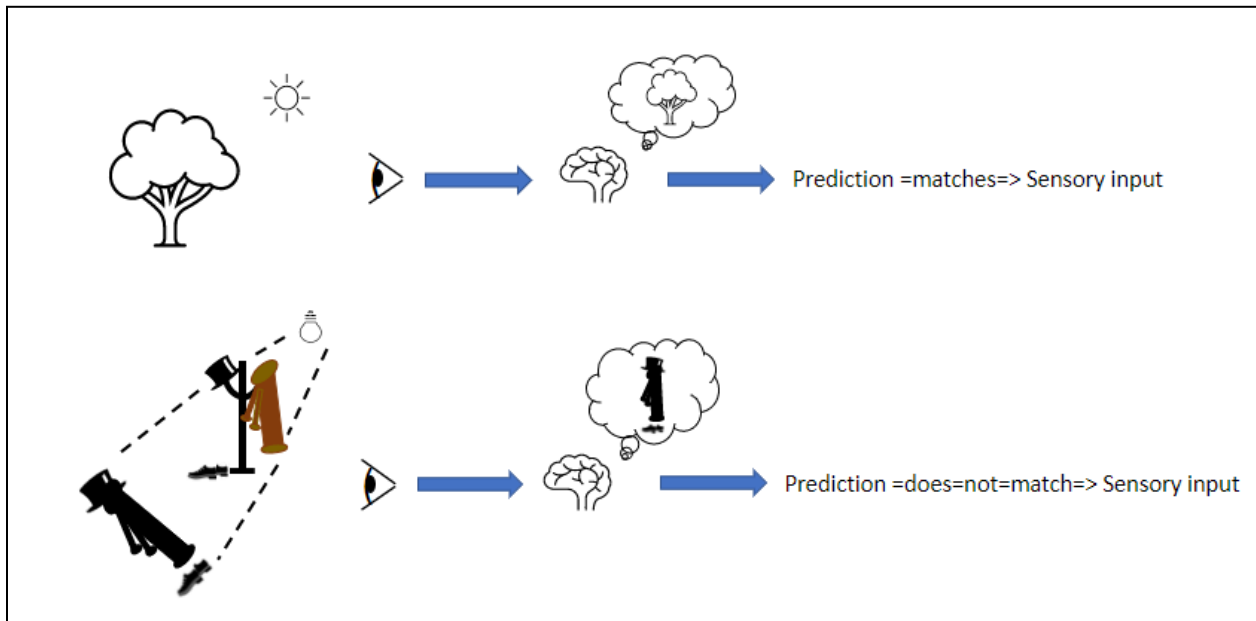 Prediction =matches=> Sensory input
Prediction =does=not=match=> Sensory input